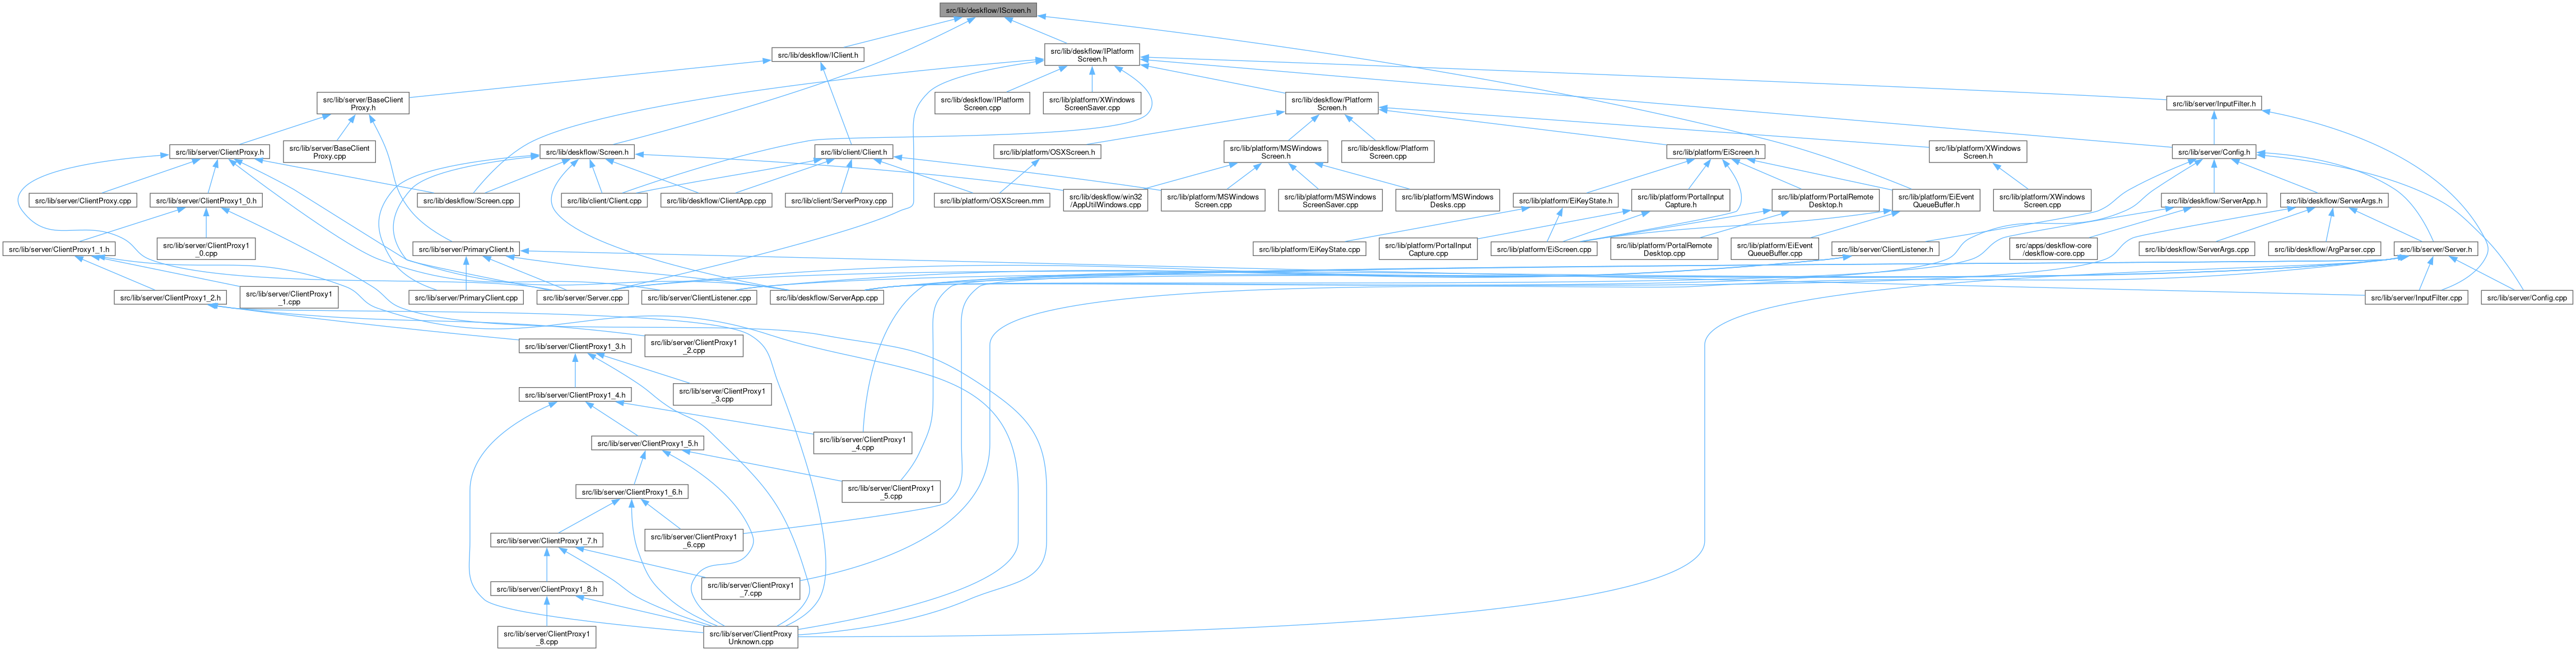 src/lib/deskflow/IScreen.h
src/lib/deskflow/IClient.h
src/lib/deskflow/IPlatform
Screen.h
src/lib/server/BaseClient
Proxy.h
src/lib/deskflow/IPlatform
Screen.cpp
src/lib/platform/XWindows
ScreenSaver.cpp
src/lib/deskflow/Platform
Screen.h
src/lib/server/InputFilter.h
src/lib/server/ClientProxy.h
src/lib/server/BaseClient
Proxy.cpp
src/lib/deskflow/Screen.h
src/lib/client/Client.h
src/lib/platform/OSXScreen.h
src/lib/platform/MSWindows
Screen.h
src/lib/deskflow/Platform
Screen.cpp
src/lib/platform/EiScreen.h
src/lib/platform/XWindows
Screen.h
src/lib/server/Config.h
src/lib/server/ClientProxy.cpp
src/lib/server/ClientProxy1_0.h
src/lib/deskflow/Screen.cpp
src/lib/client/Client.cpp
src/lib/deskflow/ClientApp.cpp
src/lib/client/ServerProxy.cpp
src/lib/platform/OSXScreen.mm
src/lib/deskflow/win32
/AppUtilWindows.cpp
src/lib/platform/MSWindows
Screen.cpp
src/lib/platform/MSWindows
ScreenSaver.cpp
src/lib/platform/MSWindows
Desks.cpp
src/lib/platform/EiKeyState.h
src/lib/platform/PortalInput
Capture.h
src/lib/platform/PortalRemote
Desktop.h
src/lib/platform/EiEvent
QueueBuffer.h
src/lib/platform/XWindows
Screen.cpp
src/lib/deskflow/ServerApp.h
src/lib/deskflow/ServerArgs.h
src/lib/server/ClientProxy1_1.h
src/lib/server/ClientProxy1
_0.cpp
src/lib/server/PrimaryClient.h
src/lib/platform/EiKeyState.cpp
src/lib/platform/PortalInput
Capture.cpp
src/lib/platform/EiScreen.cpp
src/lib/platform/PortalRemote
Desktop.cpp
src/lib/platform/EiEvent
QueueBuffer.cpp
src/lib/server/ClientListener.h
src/apps/deskflow-core
/deskflow-core.cpp
src/lib/deskflow/ServerArgs.cpp
src/lib/deskflow/ArgParser.cpp
src/lib/server/Server.h
src/lib/server/ClientProxy1_2.h
src/lib/server/ClientProxy1
_1.cpp
src/lib/server/PrimaryClient.cpp
src/lib/server/Server.cpp
src/lib/server/ClientListener.cpp
src/lib/deskflow/ServerApp.cpp
src/lib/server/InputFilter.cpp
src/lib/server/Config.cpp
src/lib/server/ClientProxy1_3.h
src/lib/server/ClientProxy1
_2.cpp
src/lib/server/ClientProxy1_4.h
src/lib/server/ClientProxy1
_3.cpp
src/lib/server/ClientProxy1_5.h
src/lib/server/ClientProxy1
_4.cpp
src/lib/server/ClientProxy1_6.h
src/lib/server/ClientProxy1
_5.cpp
src/lib/server/ClientProxy1_7.h
src/lib/server/ClientProxy1
_6.cpp
src/lib/server/ClientProxy1_8.h
src/lib/server/ClientProxy1
_7.cpp
src/lib/server/ClientProxy1
_8.cpp
src/lib/server/ClientProxy
Unknown.cpp